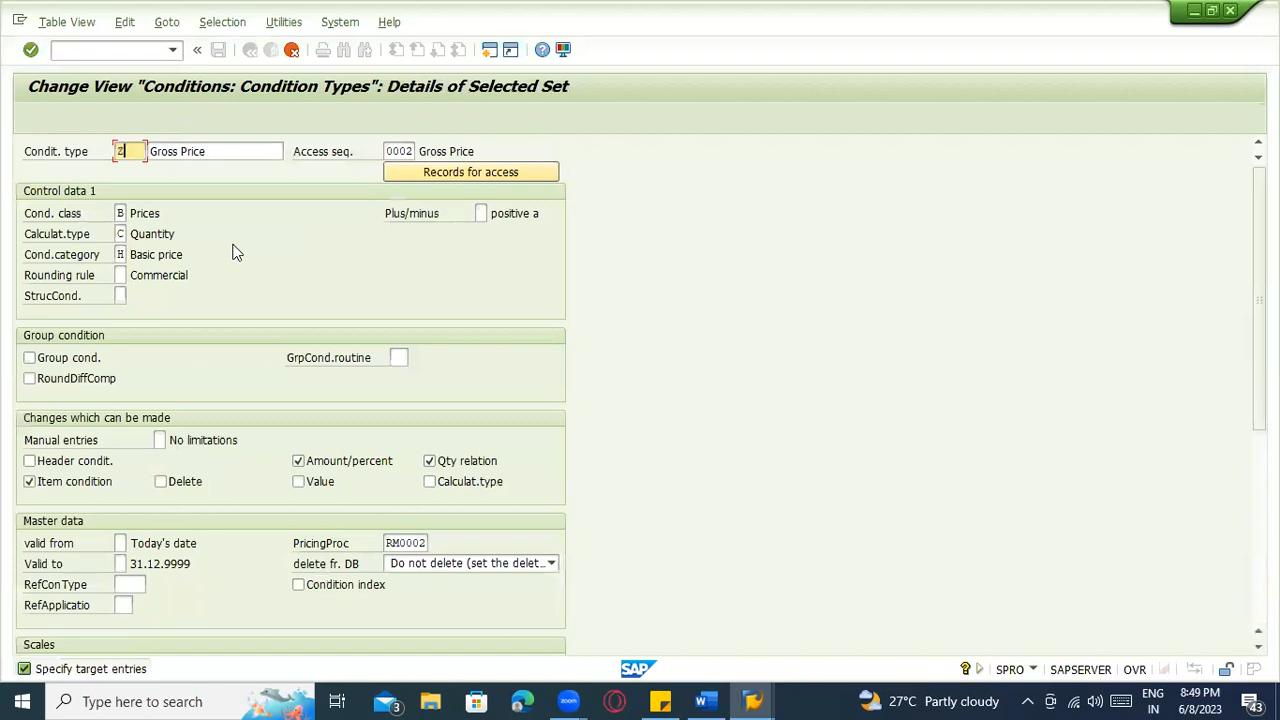 Table View Edit Goto Selection Utilities System Help
Change View "Conditions: Condition Types": Details of Selected Set
Condit. type Z Gross Price Access seq. 0002 Gross Price
Records for access
Control data 1
Cond. class B Prices Plus/minus positive a
Calculat.type C Quantity
Cond.category H Basic price
Rounding rule Commercial
StrucCond.
Group condition
Group cond. GrpCond.routine
RoundDiffComp
Changes which can be made
Manual entries No limitations
Header condit. Amount/percent Qty relation
Item condition Delete Value Calculat.type
Master data
valid from Today's date PricingProc RM0002
Valid to 31.12.9999 delete fr. DB Do not delete (set the delet...
RefConType Condition index
RefApplicatio
Scales
Specify target entries SAP SPRO SAPSERVER OVR
Type here to search zoom 3 W 27°C Partly cloudy ENG 8:49 PM
IN 6/8/2023 43